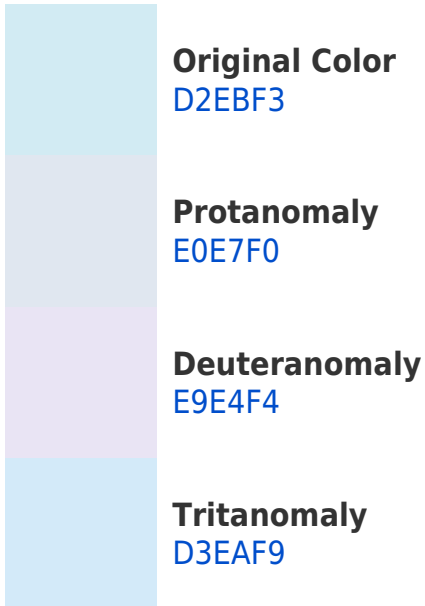 Original Color
D2EBF3
Protanomaly
E0E7F0
Deuteranomaly
E9E4F4
Tritanomaly
D3EAF9